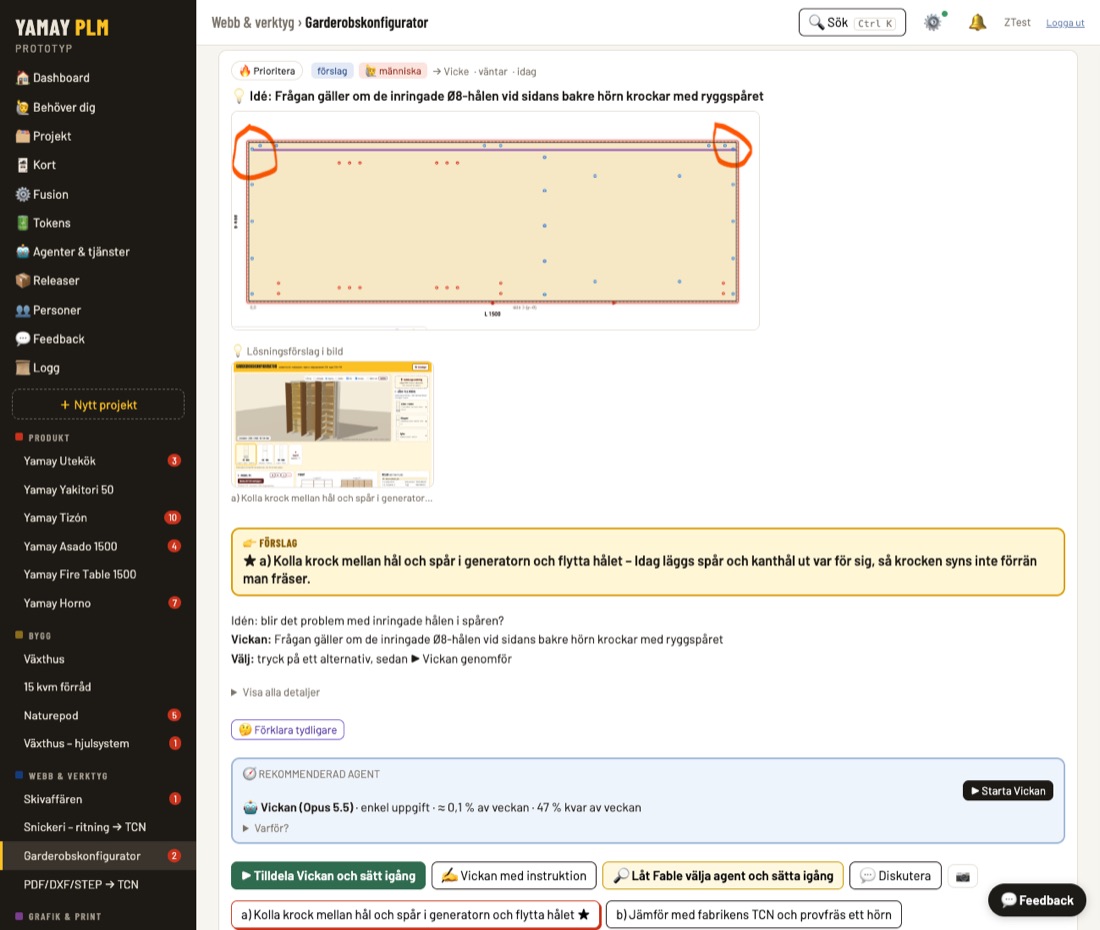 YAMAY PLM
PROTOTYP
Dashboard
Behöver dig
Projekt
Kort
Fusion
Tokens
Agenter & tjänster
Releaser
Personer
Feedback
Logg
+ Nytt projekt
PRODUKT
Yamay Utekök 3
Yamay Yakitori 50
Yamay Tizón 10
Yamay Asado 1500 4
Yamay Fire Table 1500
Yamay Horno 7
BYGG
Växthus
15 kvm förråd
Naturepod 5
Växthus – hjulsystem 1
WEBB & VERKTYG
Skivaffären 1
Snickeri – ritning → TCN
Garderobskonfigurator 2
PDF/DXF/STEP → TCN
GRAFIK & PRINT
Webb & verktyg › Garderobskonfigurator
Sök Ctrl K
ZTest
Logga ut
Prioritera förslag människa → Vicke · väntar · idag
Idé: Frågan gäller om de inringade Ø8-hålen vid sidans bakre hörn krockar med ryggspåret
L 1500
Lösningsförslag i bild
a) Kolla krock mellan hål och spår i generator...
FÖRSLAG
★ a) Kolla krock mellan hål och spår i generatorn och flytta hålet – Idag läggs spår och kanthål ut var för sig, så krocken syns inte förrän
man fräser.
Idén: blir det problem med inringade hålen i spåren?
Vickan: Frågan gäller om de inringade Ø8-hålen vid sidans bakre hörn krockar med ryggspåret
Välj: tryck på ett alternativ, sedan ▶ Vickan genomför
▶ Visa alla detaljer
Förklara tydligare
REKOMMENDERAD AGENT
Vickan (Opus 5.5) · enkel uppgift · ≈ 0,1 % av veckan · 47 % kvar av veckan
▶ Starta Vickan
▶ Varför?
▶ Tilldela Vickan och sätt igång
Vickan med instruktion
Låt Fable välja agent och sätta igång
Diskutera
a) Kolla krock mellan hål och spår i generatorn och flytta hålet ★
b) Jämför med fabrikens TCN och provfräs ett hörn
Feedback